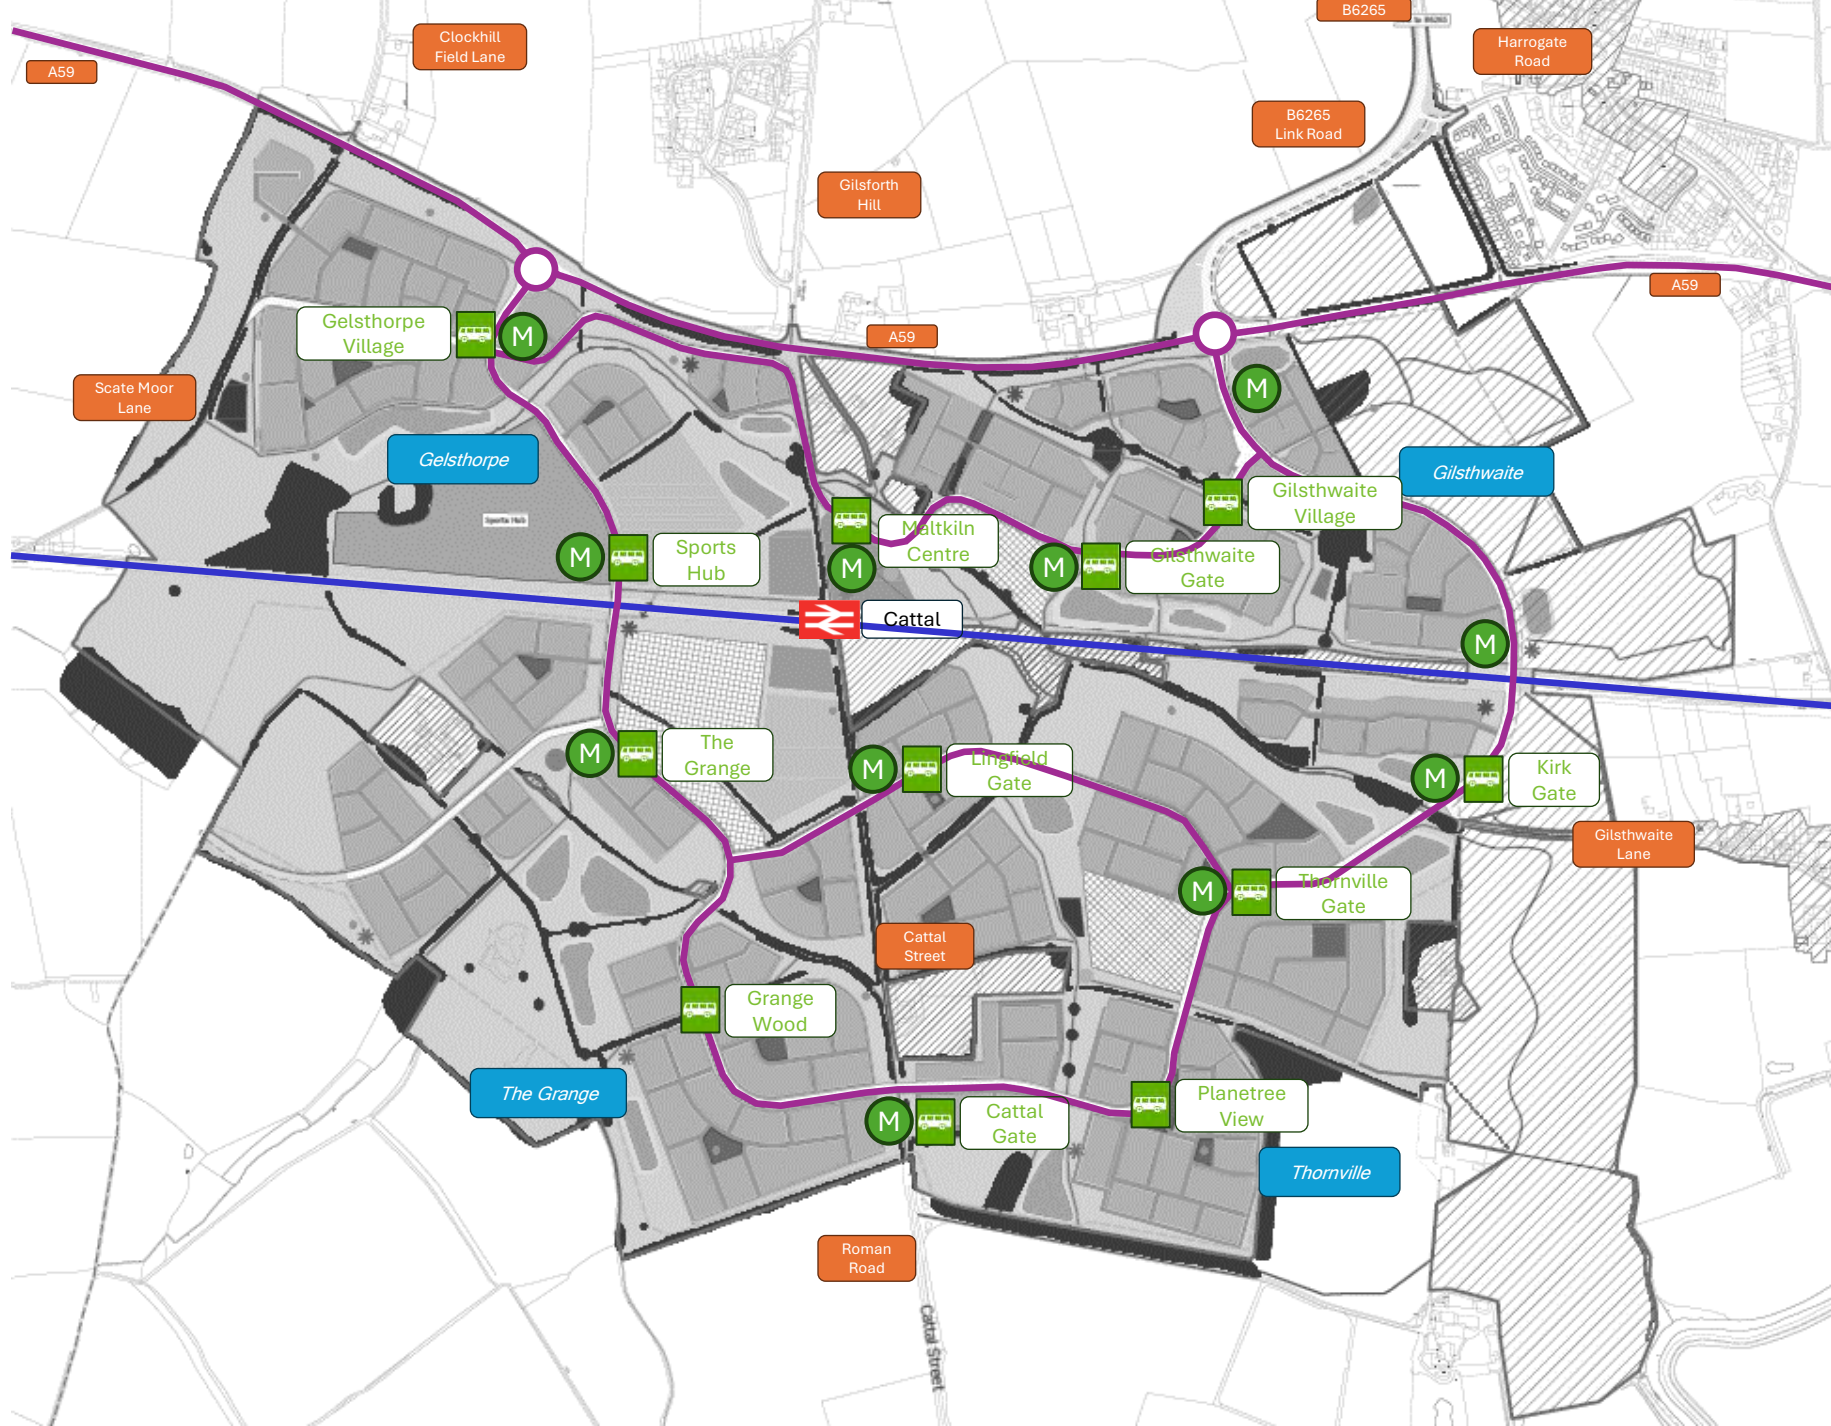 B6265
Clockhill
Field Lane
Harrogate
Road
A59
B6265
Link Road
Gilsforth
Hill
A59
Gelsthorpe
Village
M
A59
Scate Moor
Lane
M
Gelsthorpe
Gilsthwaite
Gilsthwaite
Village
Sports Hub
Maltkiln
Centre
M
Sports
Hub
M
M
Gilsthwaite
Gate
Cattal
M
M
The
Grange
M
Lingfield
Gate
M
Kirk
Gate
Gilsthwaite
Lane
M
Thornville
Gate
Cattal
Street
Grange
Wood
The Grange
M
Cattal
Gate
Planetree
View
Thornville
Roman
Road
Cattal Street